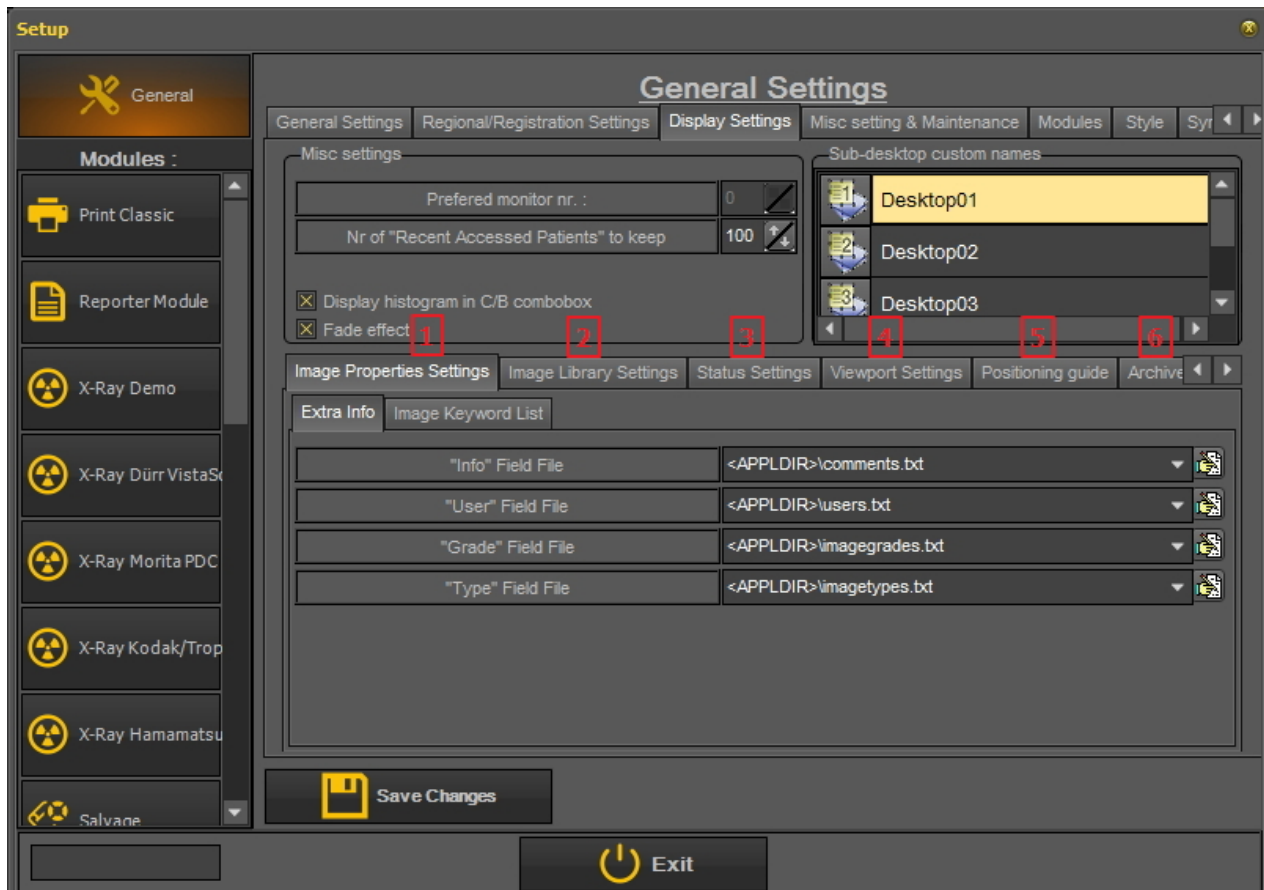 Setup
General
Modules :
Print Classic
Reporter Module
X-Ray Demo
X-Ray Dürr VistaSc
X-Ray Morita PDC
X-Ray Kodak/Trop
X-Ray Hamamatsu
Salvage
General Settings
General Settings Regional/Registration Settings Display Settings Misc setting & Maintenance Modules Style Syr
Misc settings
Prefered monitor nr. : 0
Nr of "Recent Accessed Patients" to keep 100
Display histogram in C/B combobox
Fade effect
Sub-desktop custom names
1 Desktop01
2 Desktop02
3 Desktop03
1 2 3 4 5 6
Image Properties Settings Image Library Settings Status Settings Viewport Settings Positioning guide Archive
Extra Info Image Keyword List
"Info" Field File <APPLDIR>\comments.txt
"User" Field File <APPLDIR>\users.txt
"Grade" Field File <APPLDIR>\imagegrades.txt
"Type" Field File <APPLDIR>\imagetypes.txt
Save Changes
Exit